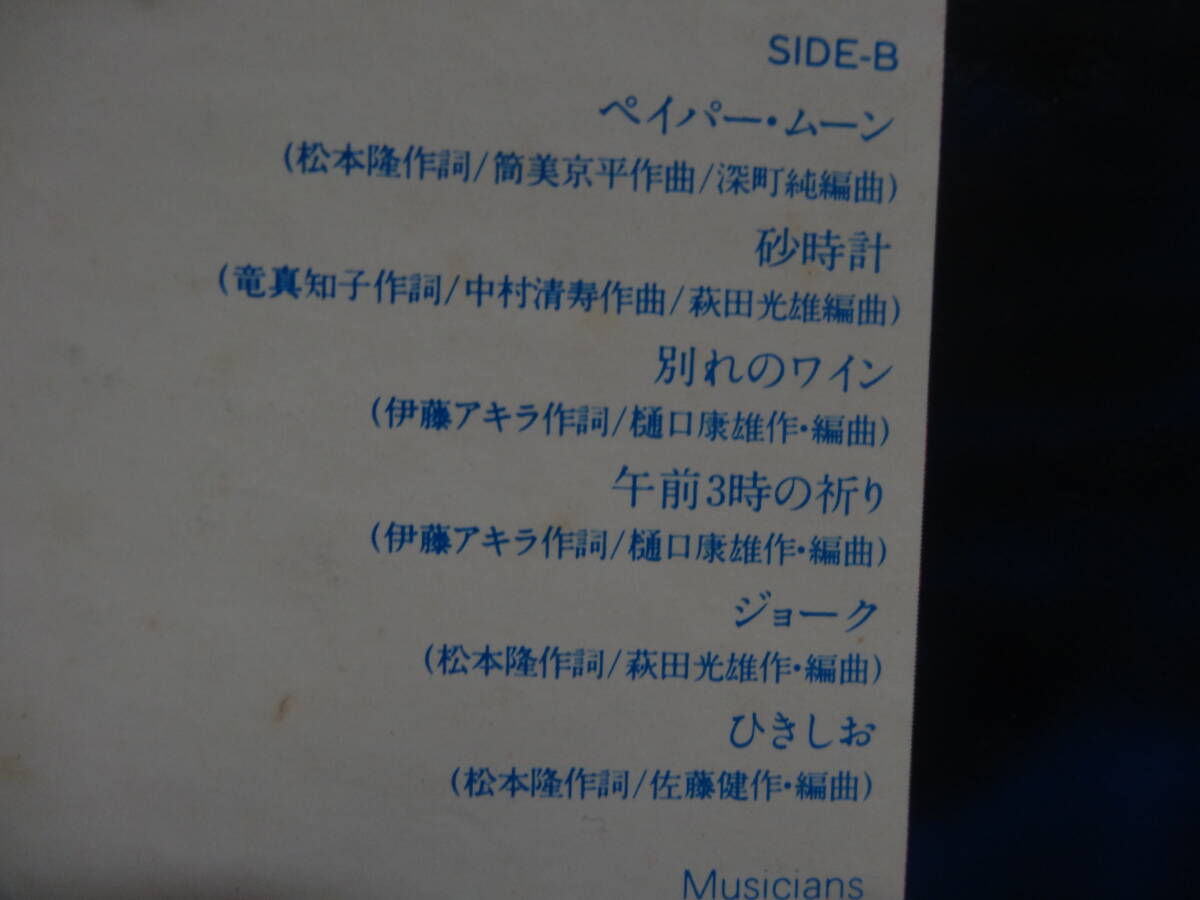 SIDE-B
ペイパー・ムーン
(松本隆作詞/筒美京平作曲/深町純編曲)
砂時計
(竜真知子作詞/中村清寿作曲/萩田光雄編曲)
別れのワイン
(伊藤アキラ作詞/樋口康雄作・編曲)
午前3時の祈り
(伊藤アキラ作詞/樋口康雄作・編曲)
ジョーク
(松本隆作詞/萩田光雄作・編曲)
ひきしお
(松本隆作詞/佐藤健作・編曲)
Musicians